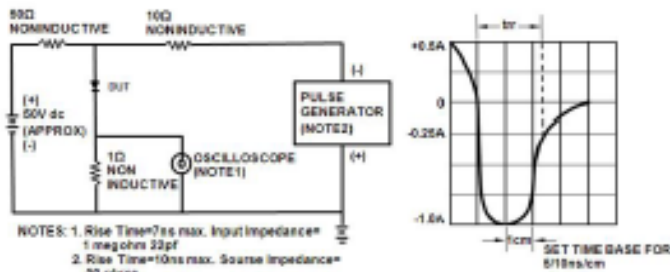 50Ω
NONINDUCTIVE
10Ω
NONINDUCTIVE
DUT
(+)
50V dc
(APPROX)
(-)
1Ω
NON
INDUCTIVE
OSCILLOSCOPE
(NOTE1)
(-)
PULSE
GENERATOR
(NOTE2)
(+)
NOTES: 1. Rise Time=7ns max. Input Impedance=
1 megohm 22pf
2. Rise Time=10ns max. Sourse Impedance=
trr
+0.5A
0
-0.25A
-1.0A
1cm
SET TIME BASE FOR
5/10ns/cm